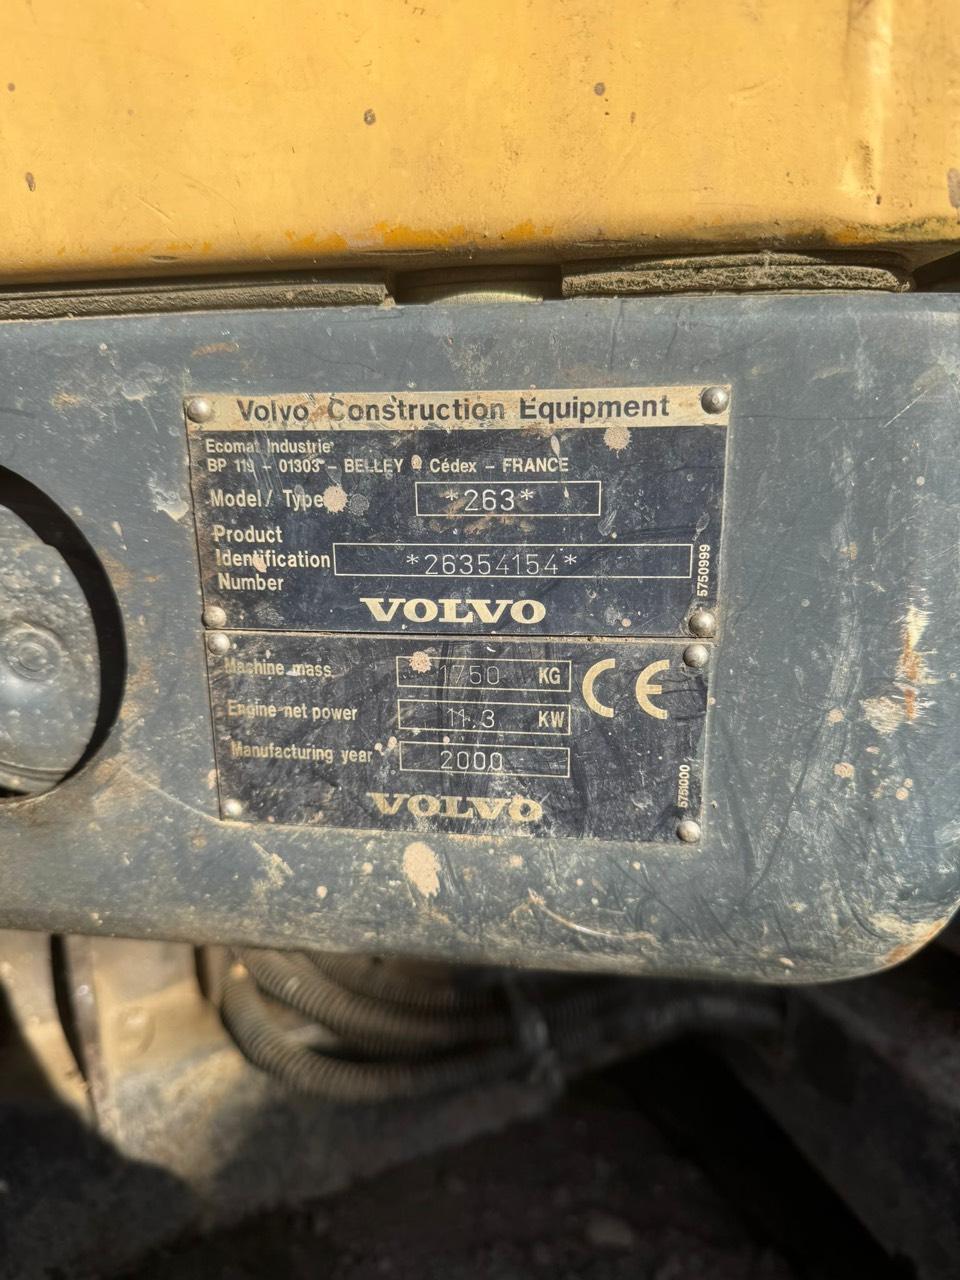 Volvo Construction Equipment
Ecomat Industrie
BP 119 - 01303 - BELLEY Cédex - FRANCE
Model / Type *263*
Product
Identification
Number
*26354154*
5750999
VOLVO
Machine mass 1750 KG
Engine net power 11.3 KW
Manufacturing year 2000
CE
5751000
VOLVO